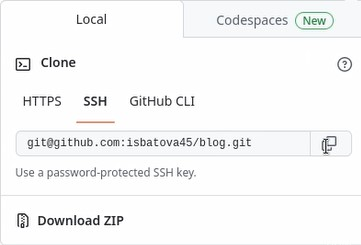 Local
Codespaces New
Clone
HTTPS SSH GitHub CLI
git@github.com:isbatova45/blog.git
Use a password-protected SSH key.
Download ZIP